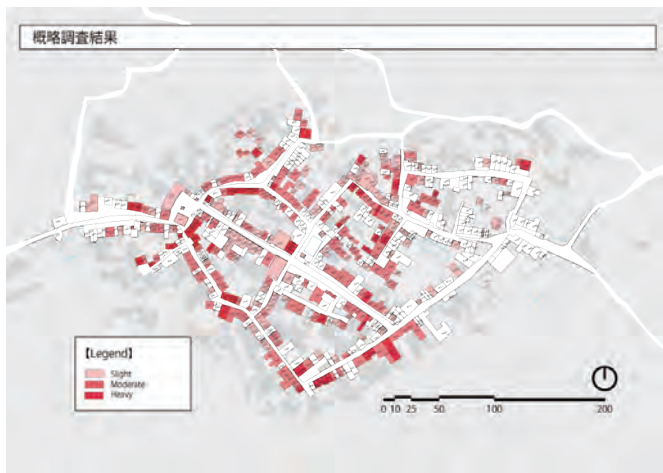 概略調査結果
【Legend】
Slight
Moderate
Heavy
0 10 25 50 100 200